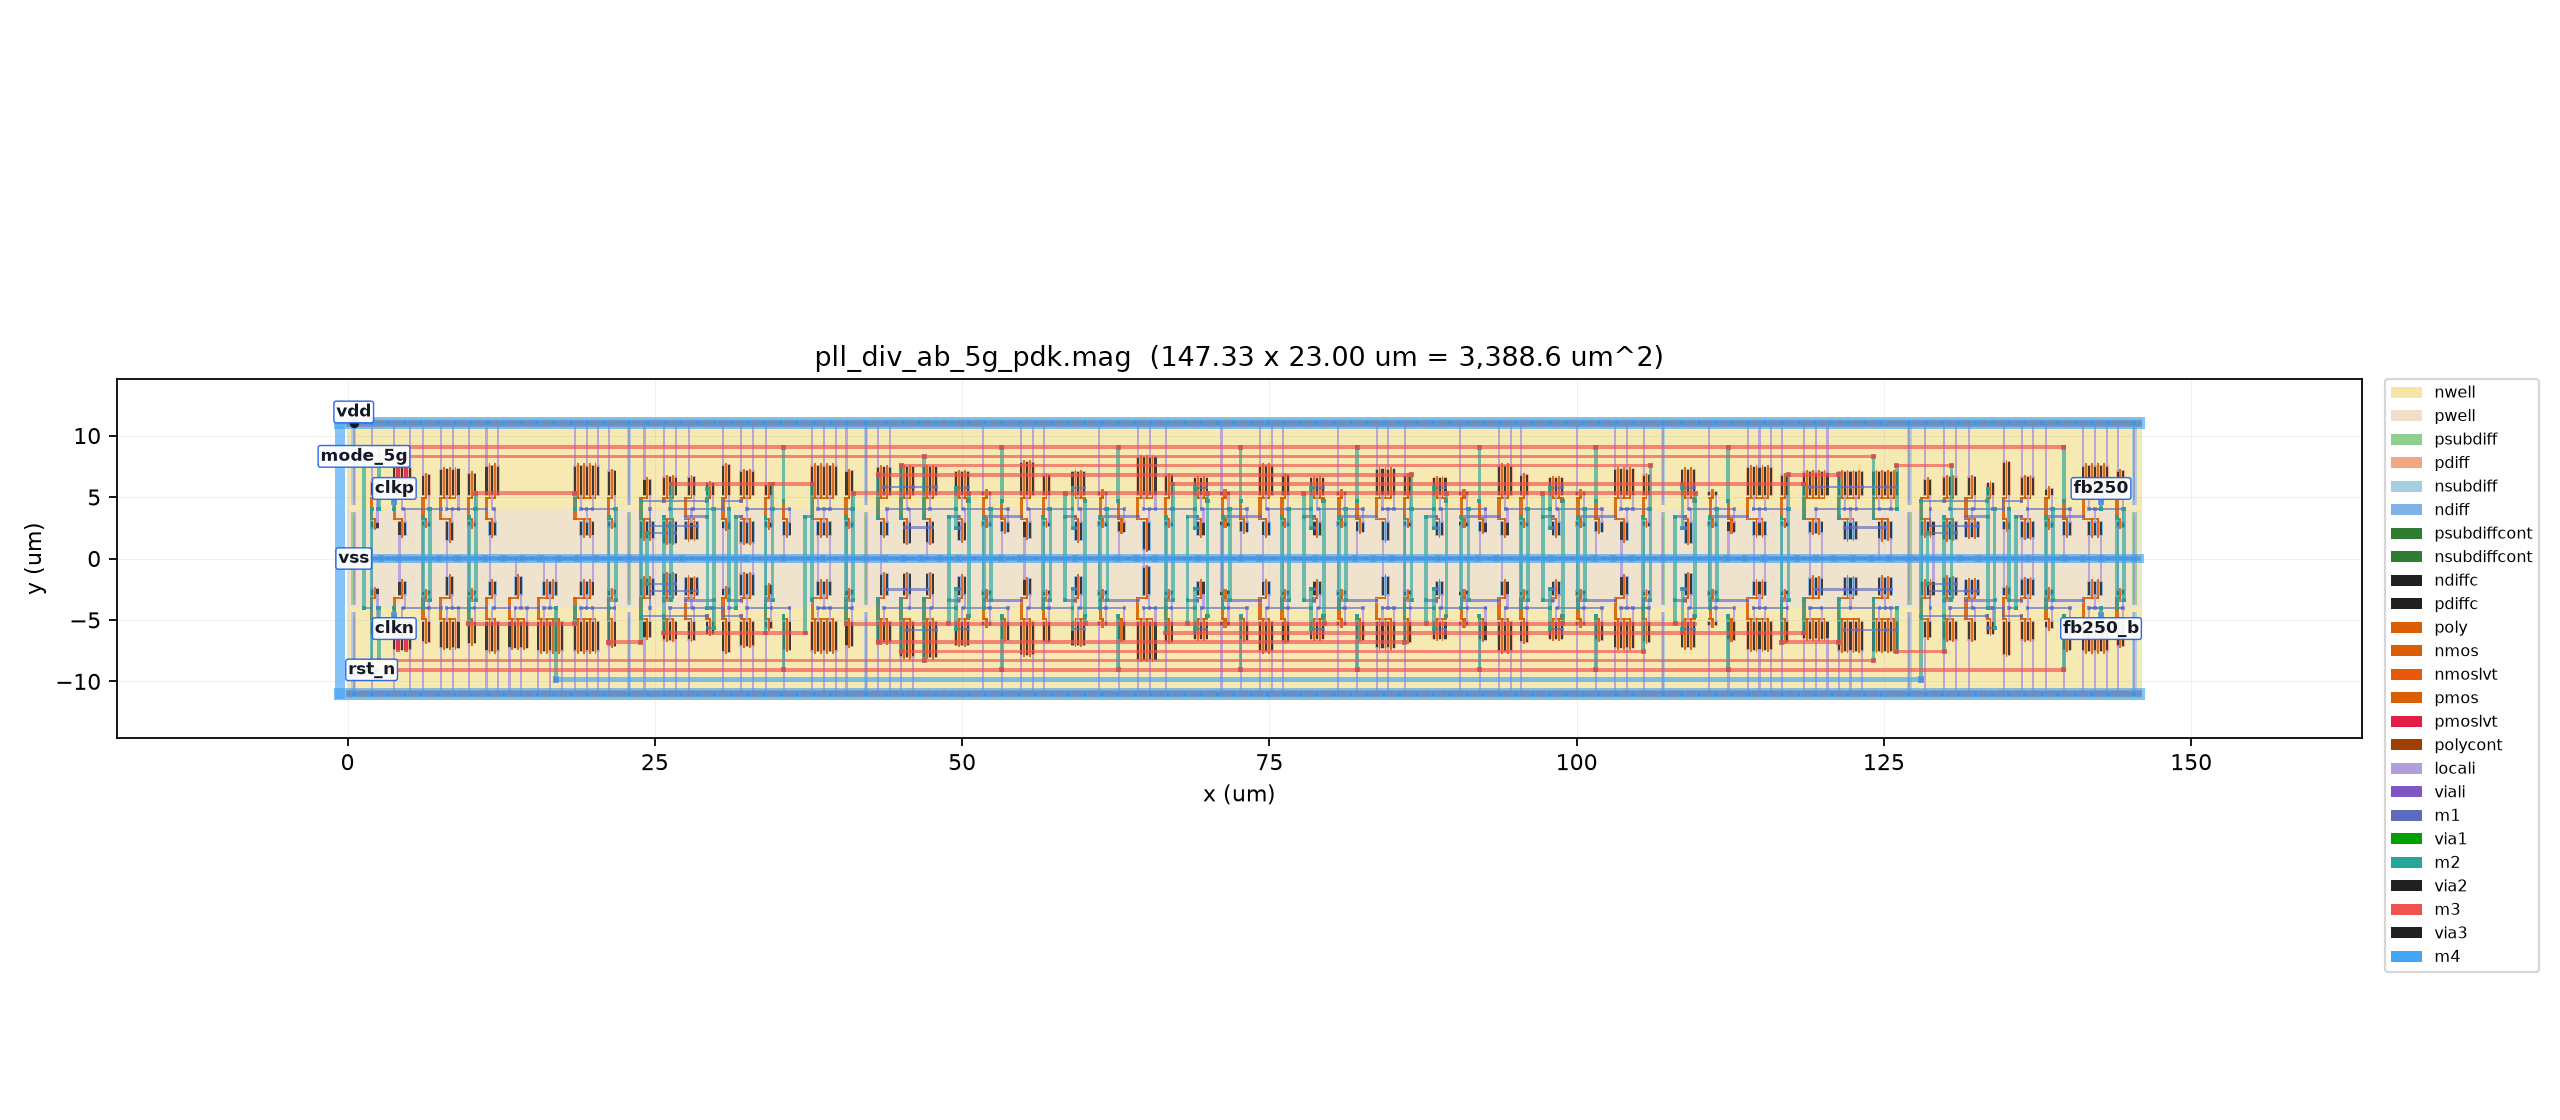 pll_div_ab_5g_pdk.mag  (147.33 x 23.00 um = 3,388.6 um^2)
vdd
mode_5g
clkp
vss
clkn
rst_n
fb250
fb250_b
10
5
0
−5
−10
y (um)
0
25
50
75
100
125
150
x (um)
nwell
pwell
psubdiff
pdiff
nsubdiff
ndiff
psubdiffcont
nsubdiffcont
ndiffc
pdiffc
poly
nmos
nmoslvt
pmos
pmoslvt
polycont
locali
viali
m1
via1
m2
via2
m3
via3
m4